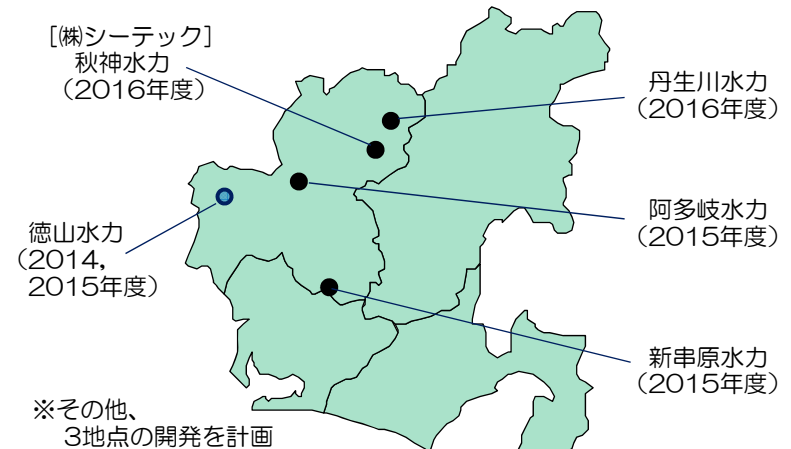 [㈱シーテック]
秋神水力
（2016年度）
丹生川水力
（2016年度）
阿多岐水力
（2015年度）
徳山水力
（2014,
2015年度）
新串原水力
（2015年度）
※その他、
3地点の開発を計画